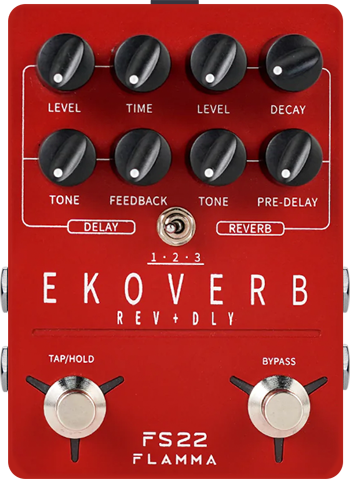 LEVEL TIME LEVEL DECAY
TONE FEEDBACK TONE PRE-DELAY
DELAY REVERB
1·2·3
EKOVERB
REV+DLY
TAP/HOLD BYPASS
FS22
FLAMMA